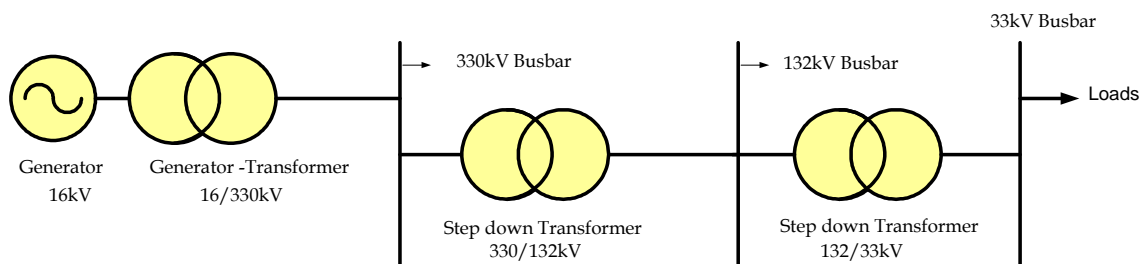 33kV Busbar
330kV Busbar
132kV Busbar
Loads
Generator
16kV
Generator -Transformer
16/330kV
Step down Transformer
330/132kV
Step down Transformer
132/33kV